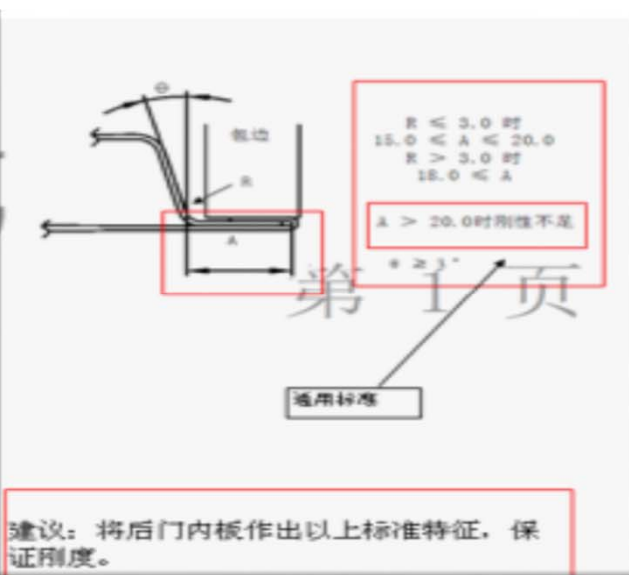 θ
包边
R
A
R ≤ 3.0 时
15.0 ≤ A ≤ 20.0
R > 3.0 时
18.0 ≤ A
A > 20.0时刚性不足
θ ≥ 3°
第 1 页
通用标准
建议：将后门内板作出以上标准特征，保
证刚度。